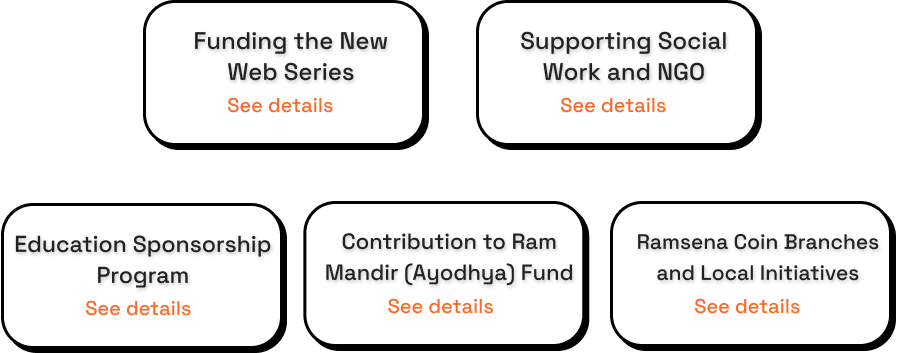 Funding the New
Web Series
See details
Supporting Social
Work and NGO
See details
Education Sponsorship
Program
See details
Contribution to Ram
Mandir (Ayodhya) Fund
See details
Ramsena Coin Branches
and Local Initiatives
See details